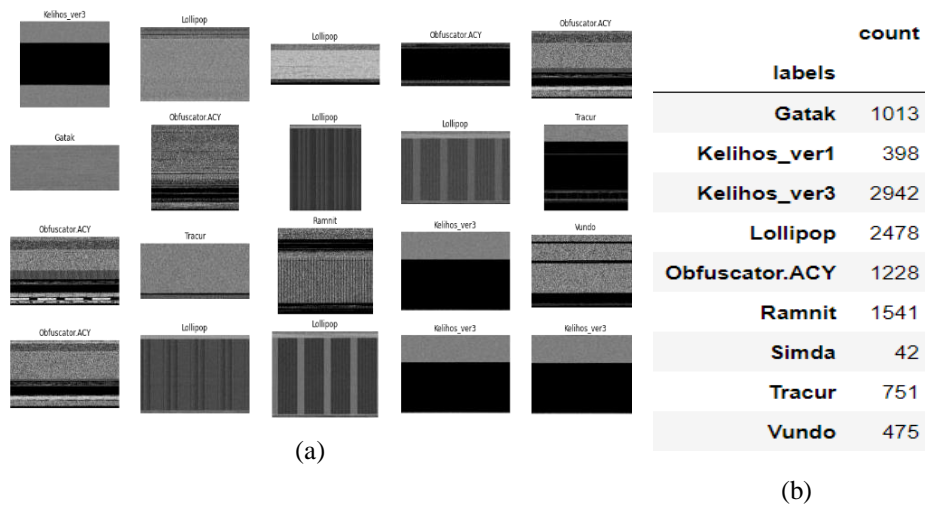 Kelihos_ver3
Lollipop
Lollipop
Obfuscator.ACY
Obfuscator.ACY
Gatak
Obfuscator.ACY
Lollipop
Lollipop
Tracur
Obfuscator.ACY
Tracur
Ramnit
Kelihos_ver3
Vundo
Obfuscator.ACY
Lollipop
Lollipop
Kelihos_ver3
Kelihos_ver3
(a)
count
labels
Gatak 1013
Kelihos_ver1 398
Kelihos_ver3 2942
Lollipop 2478
Obfuscator.ACY 1228
Ramnit 1541
Simda 42
Tracur 751
Vundo 475
(b)